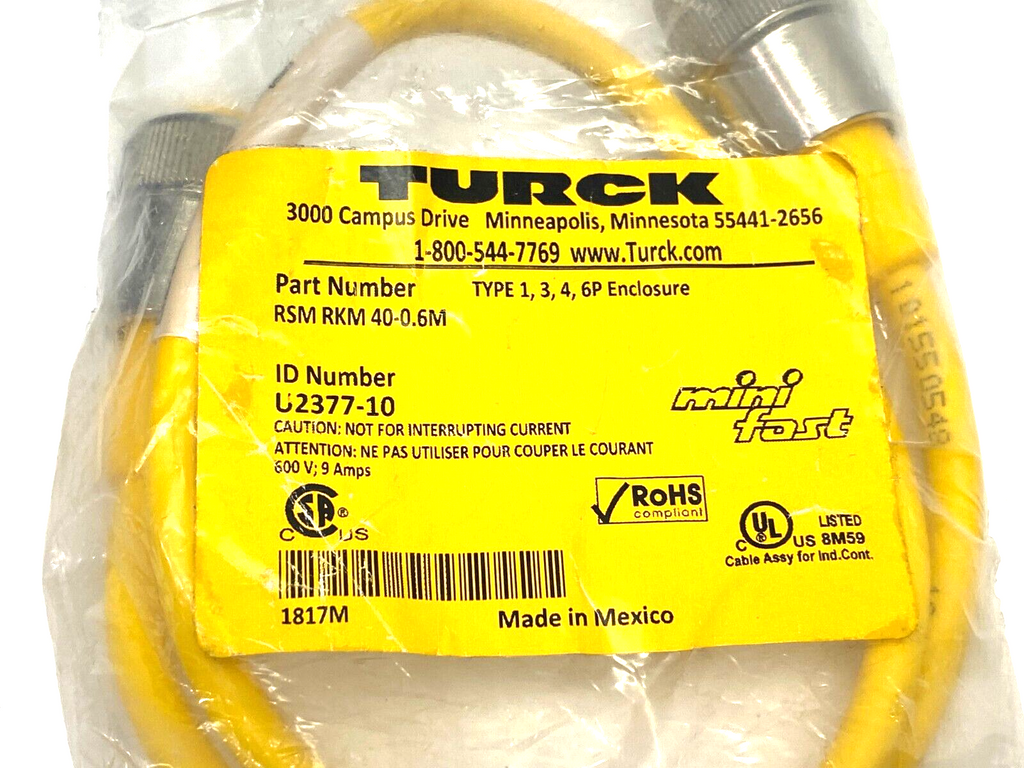 TURCK
3000 Campus Drive Minneapolis, Minnesota 55441-2656
1-800-544-7769 www.Turck.com
Part Number TYPE 1, 3, 4, 6P Enclosure
RSM RKM 40-0.6M
ID Number
U2377-10
CAUTION: NOT FOR INTERRUPTING CURRENT
ATTENTION: NE PAS UTILISER POUR COUPER LE COURANT
600 V; 9 Amps
mini
fast
SA ®
C US
RoHS
compliant
UL ®
C US
LISTED
8M59
Cable Assy for Ind.Cont.
1817M
Made in Mexico
101550548